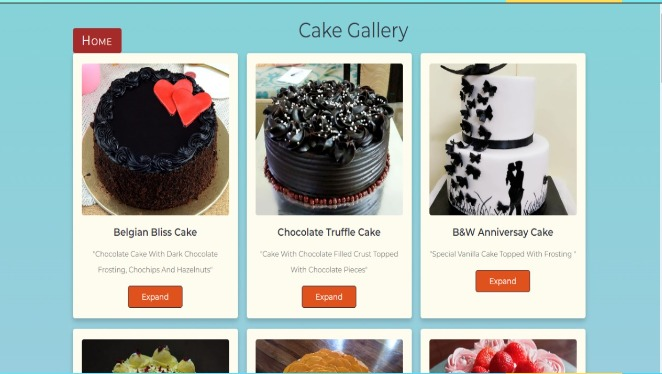 Cake Gallery
Home
Belgian Bliss Cake
"Chocolate Cake With Dark Chocolate
Frosting, Chochips And Hazelnuts"
Expand
Chocolate Truffle Cake
"Cake With Chocolate Filled Crust Topped
With Chocolate Pieces"
Expand
B&W Anniversay Cake
"Special Vanilla Cake Topped With Frosting "
Expand